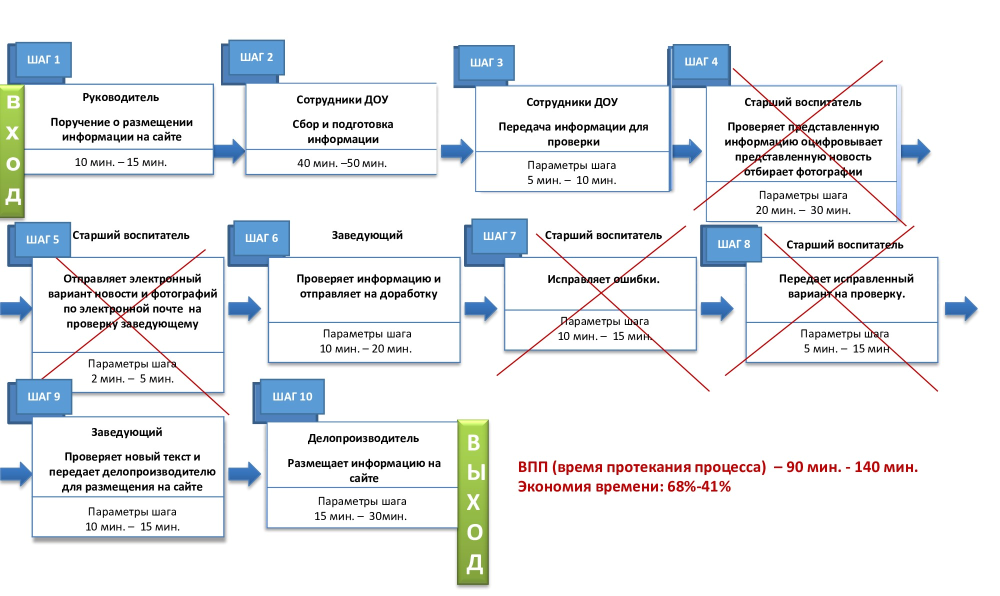 ШАГ 1
ШАГ 2
ШАГ 3
ШАГ 4
ВХОД
Руководитель
Поручение о размещении
информации на сайте
10 мин. – 15 мин.
Сотрудники ДОУ
Сбор и подготовка
информации
40 мин. –50 мин.
Сотрудники ДОУ
Передача информации для
проверки
Параметры шага
5 мин. – 10 мин.
Старший воспитатель
Проверяет представленную
информацию оцифровывает
представленную новость
отбирает фотографии
Параметры шага
20 мин. – 30 мин.
ШАГ 5
Старший воспитатель
Отправляет электронный
вариант новости и фотографий
по электронной почте на
проверку заведующему
Параметры шага
2 мин. – 5 мин.
ШАГ 6
Заведующий
Проверяет информацию и
отправляет на доработку
Параметры шага
10 мин. – 20 мин.
ШАГ 7
Старший воспитатель
Исправляет ошибки.
Параметры шага
10 мин. – 15 мин.
ШАГ 8
Старший воспитатель
Передает исправленный
вариант на проверку.
Параметры шага
5 мин. – 15 мин
ШАГ 9
Заведующий
Проверяет новый текст и
передает делопроизводителю
для размещения на сайте
Параметры шага
10 мин. – 15 мин.
ШАГ 10
Делопроизводитель
Размещает информацию на
сайте
Параметры шага
15 мин. – 30мин.
ВЫХОД
ВПП (время протекания процесса) – 90 мин. - 140 мин.
Экономия времени: 68%-41%